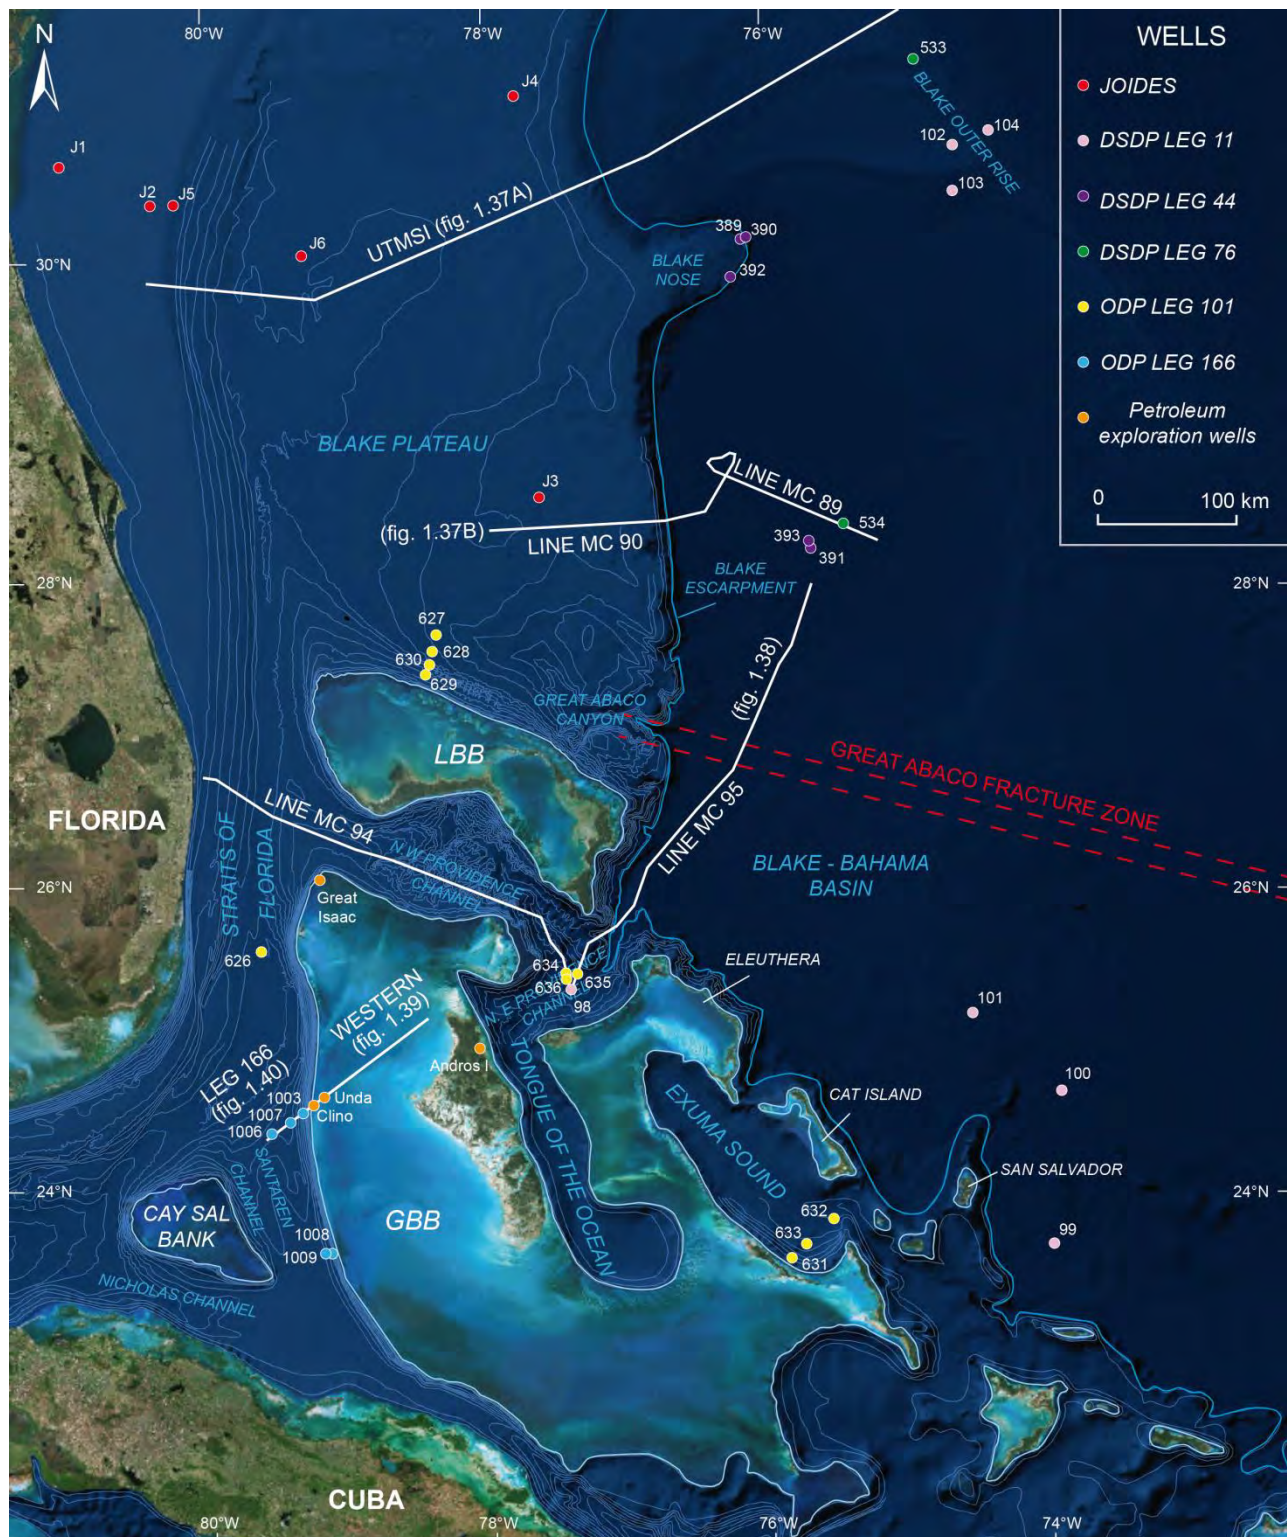 80°W
78°W
76°W
N
WELLS
JOIDES
DSDP LEG 11
DSDP LEG 44
DSDP LEG 76
ODP LEG 101
ODP LEG 166
Petroleum
exploration wells
0
100 km
533
BLAKE OUTER RISE
102
104
103
J4
J1
J2
J5
J6
UTMSI (fig. 1.37A)
389
390
392
BLAKE
NOSE
30°N
30°N
BLAKE PLATEAU
J3
(fig. 1.37B)
LINE MC 90
LINE MC 89
534
393
391
BLAKE
ESCARPMENT
28°N
28°N
627
628
630
629
(fig. 1.38)
LINE MC 95
GREAT ABACO
CANYON
GREAT ABACO FRACTURE ZONE
LBB
FLORIDA
LINE MC 94
STRAITS OF
FLORIDA
N.W PROVIDENCE
CHANNEL
BLAKE - BAHAMA
BASIN
26°N
26°N
Great
Isaac
626
634
635
636
98
N. E PROVIDENCE
CHANNEL
ELEUTHERA
101
WESTERN
(fig. 1.39)
Andros I
TONGUE OF THE OCEAN
LEG 166
(fig. 1.40)
1003
1007
1006
Unda
Clino
100
EXUMA SOUND
CAT ISLAND
SAN SALVADOR
24°N
24°N
SANTAREN
CHANNEL
CAY SAL
BANK
GBB
1008
1009
632
633
631
99
NICHOLAS CHANNEL
CUBA
80°W
78°W
76°W
74°W